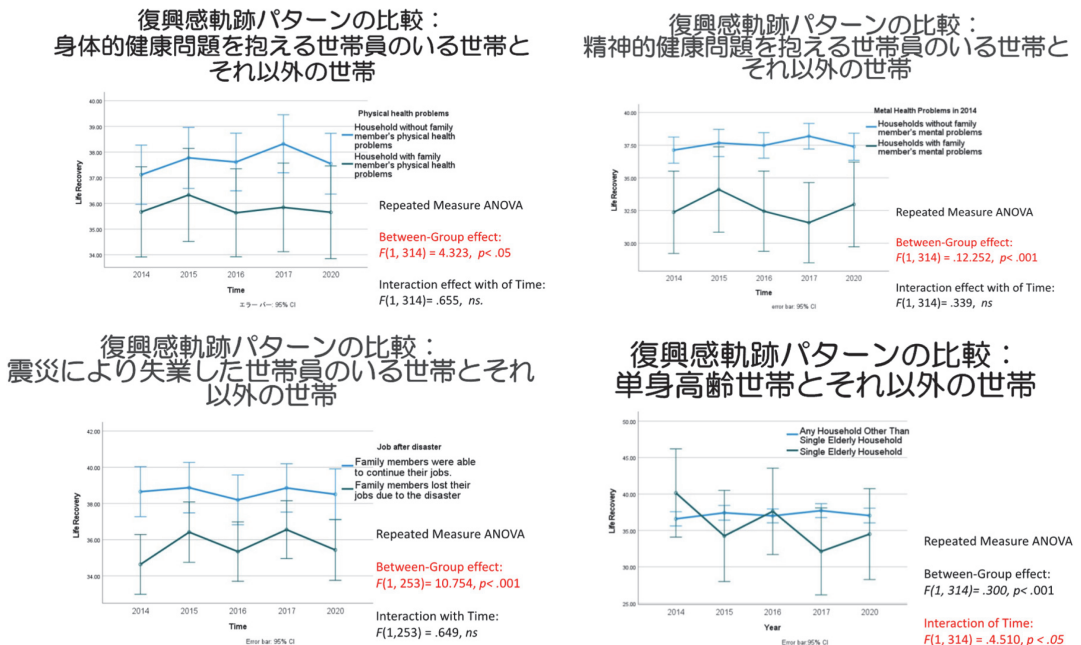 復興感軌跡パターンの比較：
身体的健康問題を抱える世帯員のいる世帯と
それ以外の世帯
40.00
39.00
38.00
37.00
36.00
35.00
34.00
Life Recovery
2014 2015 2016 2017 2020
Time
エラー バー: 95% CI
Physical health problems
Household without family
member's physical health
problems
Household with family
member's physical health
problems
Repeated Measure ANOVA
Between-Group effect:
F(1, 314) = 4.323, p< .05
Interaction effect with of Time:
F(1, 314)= .655, ns.
復興感軌跡パターンの比較：
精神的健康問題を抱える世帯員のいる世帯と
それ以外の世帯
40.00
37.50
35.00
32.50
30.00
Life Recovery
2014 2015 2016 2017 2020
Time
error bar: 95% CI
Metal Health Problems in 2014
Households without family
member's mental problems
Households with family
member's mental problems
Repeated Measure ANOVA
Between-Group effect:
F(1, 314) = .12.252, p< .001
Interaction effect with of Time:
F(1, 314)= .339, ns
復興感軌跡パターンの比較：
震災により失業した世帯員のいる世帯とそれ
以外の世帯
42.00
40.00
38.00
36.00
34.00
Life Recovery
2014 2015 2016 2017 2020
Time
Error bar: 95% CI
Job after disaster
Family members were able
to continue their jobs.
Family members lost their
jobs due to the disaster
Repeated Measure ANOVA
Between-Group effect:
F(1, 253)= 10.754, p< .001
Interaction with Time:
F(1,253) = .649, ns
復興感軌跡パターンの比較：
単身高齢世帯とそれ以外の世帯
50.00
45.00
40.00
35.00
30.00
25.00
Life Recovery
2014 2015 2016 2017 2020
Year
Error bar:95% CI
Any Household Other Than
Single Elderly Household
Single Elderly Household
Repeated Measure ANOVA
Between-Group effect:
F(1, 314)= .300, p< .001
Interaction of Time:
F(1, 314) = .4.510, p < .05